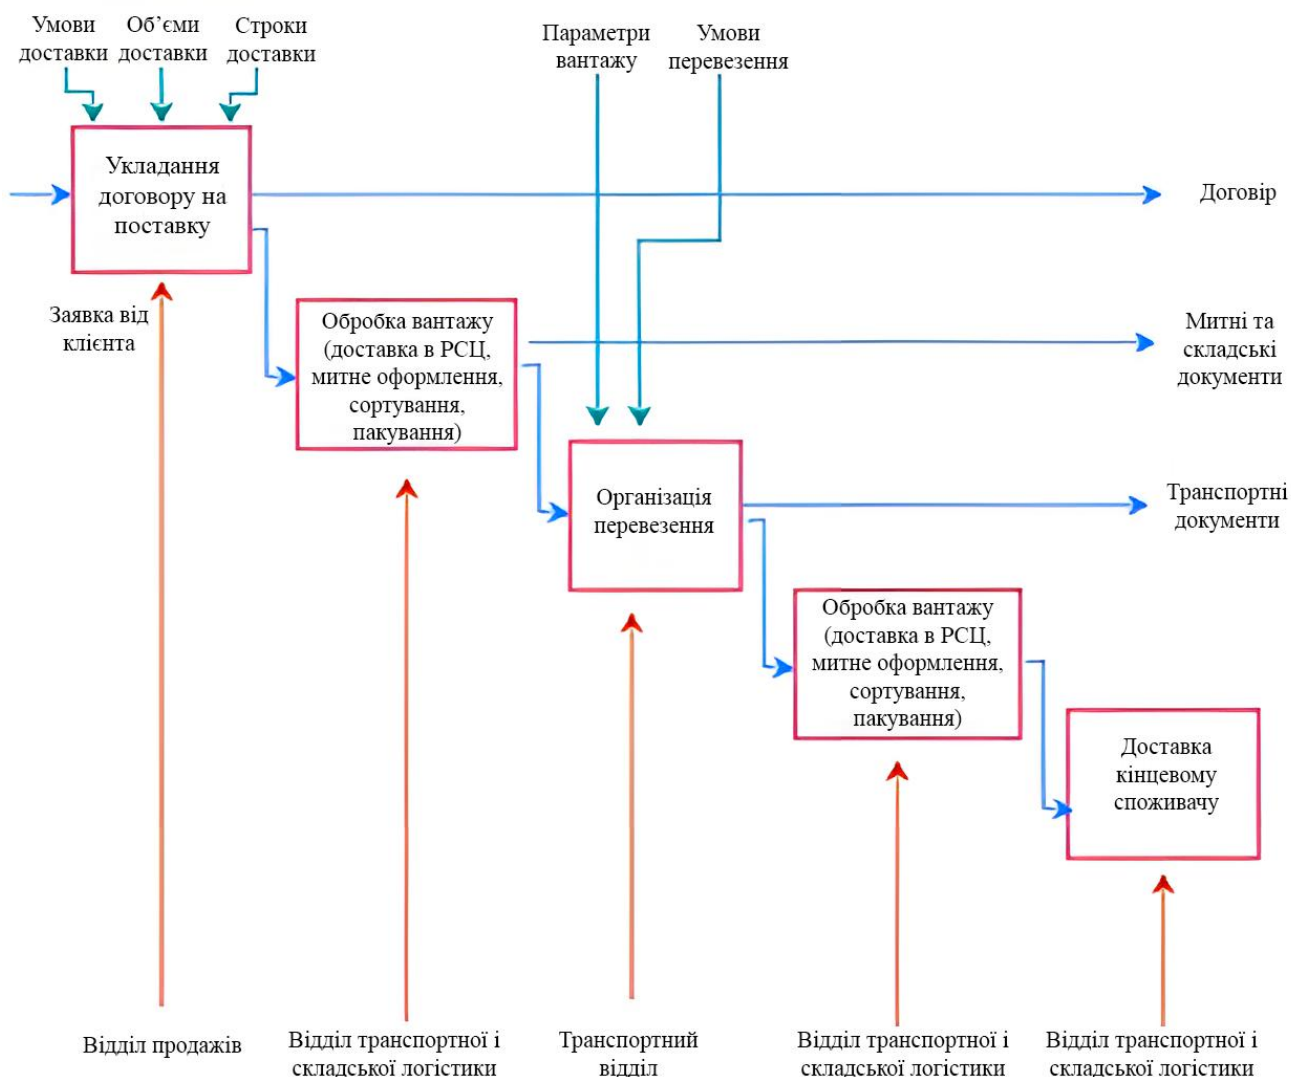 Умови
доставки
Об’єми
доставки
Строки
доставки
Параметри
вантажу
Умови
перевезення
Укладання
договору на
поставку
Договір
Заявка від
клієнта
Обробка вантажу
(доставка в РСЦ,
митне оформлення,
сортування,
пакування)
Митні та
складські
документи
Організація
перевезення
Транспортні
документи
Обробка вантажу
(доставка в РСЦ,
митне оформлення,
сортування,
пакування)
Доставка
кінцевому
споживачу
Відділ продажів
Відділ транспортної і
складської логістики
Транспортний
відділ
Відділ транспортної і
складської логістики
Відділ транспортної і
складської логістики